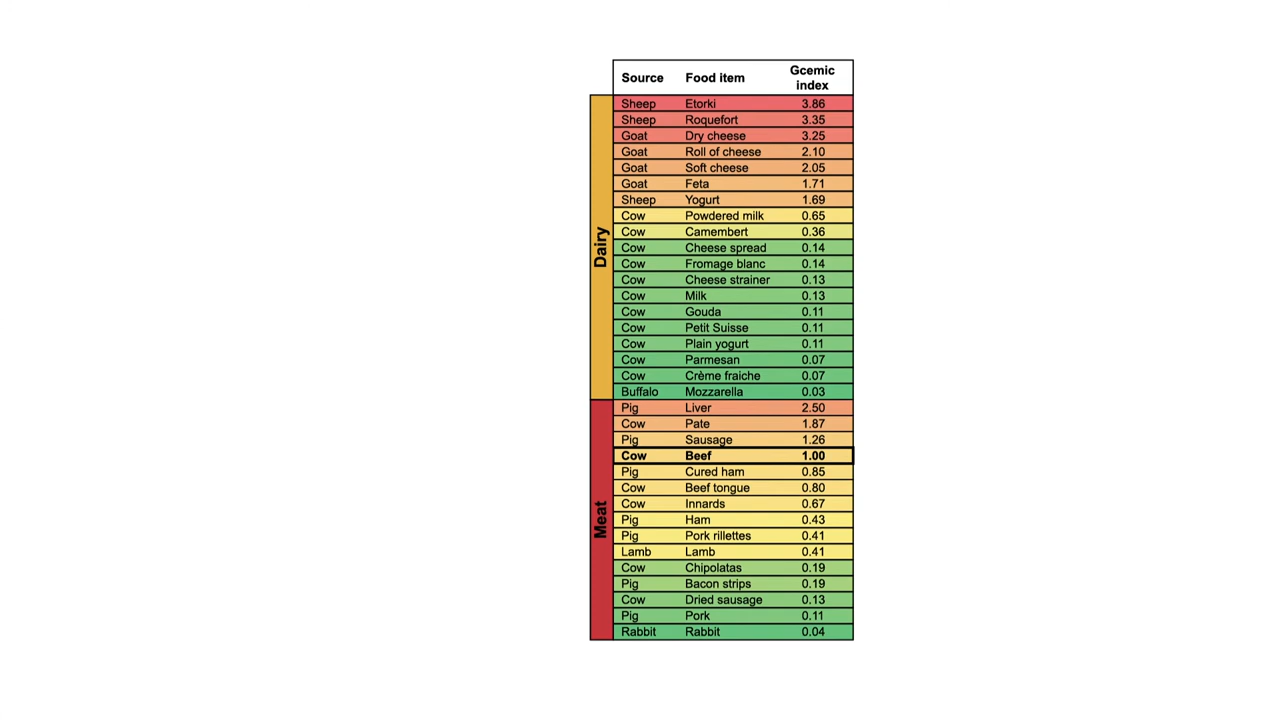 Source Food item Gcemic index
Dairy
Sheep Etorki 3.86
Sheep Roquefort 3.35
Goat Dry cheese 3.25
Goat Roll of cheese 2.10
Goat Soft cheese 2.05
Goat Feta 1.71
Sheep Yogurt 1.69
Cow Powdered milk 0.65
Cow Camembert 0.36
Cow Cheese spread 0.14
Cow Fromage blanc 0.14
Cow Cheese strainer 0.13
Cow Milk 0.13
Cow Gouda 0.11
Cow Petit Suisse 0.11
Cow Plain yogurt 0.11
Cow Parmesan 0.07
Cow Crème fraiche 0.07
Buffalo Mozzarella 0.03
Meat
Pig Liver 2.50
Cow Pate 1.87
Pig Sausage 1.26
Cow Beef 1.00
Pig Cured ham 0.85
Cow Beef tongue 0.80
Cow Innards 0.67
Pig Ham 0.43
Pig Pork rillettes 0.41
Lamb Lamb 0.41
Cow Chipolatas 0.19
Pig Bacon strips 0.19
Cow Dried sausage 0.13
Pig Pork 0.11
Rabbit Rabbit 0.04